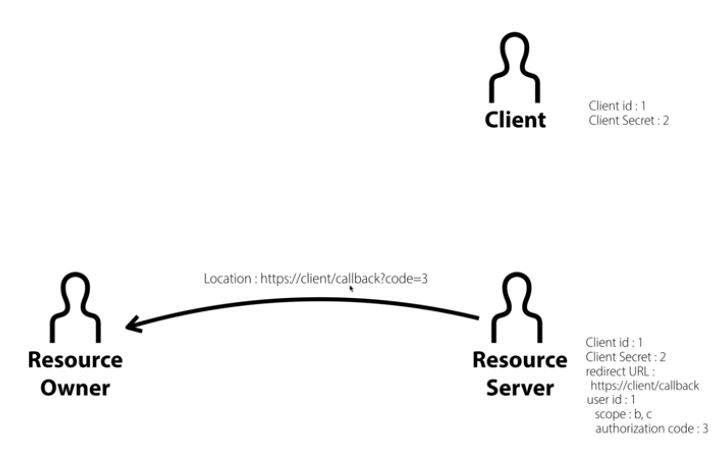 Client
Client id : 1
Client Secret : 2
Location : https://client/callback?code=3
Resource
Owner
Resource
Server
Client id : 1
Client Secret : 2
redirect URL :
https://client/callback
user id : 1
scope : b, c
authorization code : 3